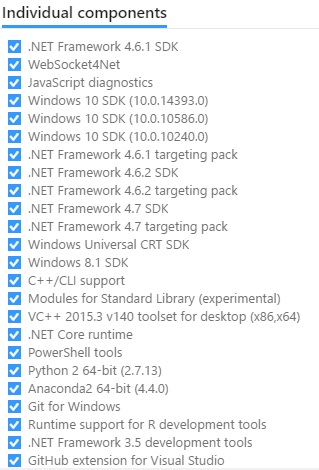 Individual components
.NET Framework 4.6.1 SDK
WebSocket4Net
JavaScript diagnostics
Windows 10 SDK (10.0.14393.0)
Windows 10 SDK (10.0.10586.0)
Windows 10 SDK (10.0.10240.0)
.NET Framework 4.6.1 targeting pack
.NET Framework 4.6.2 SDK
.NET Framework 4.6.2 targeting pack
.NET Framework 4.7 SDK
.NET Framework 4.7 targeting pack
Windows Universal CRT SDK
Windows 8.1 SDK
C++/CLI support
Modules for Standard Library (experimental)
VC++ 2015.3 v140 toolset for desktop (x86,x64)
.NET Core runtime
PowerShell tools
Python 2 64-bit (2.7.13)
Anaconda2 64-bit (4.4.0)
Git for Windows
Runtime support for R development tools
.NET Framework 3.5 development tools
GitHub extension for Visual Studio